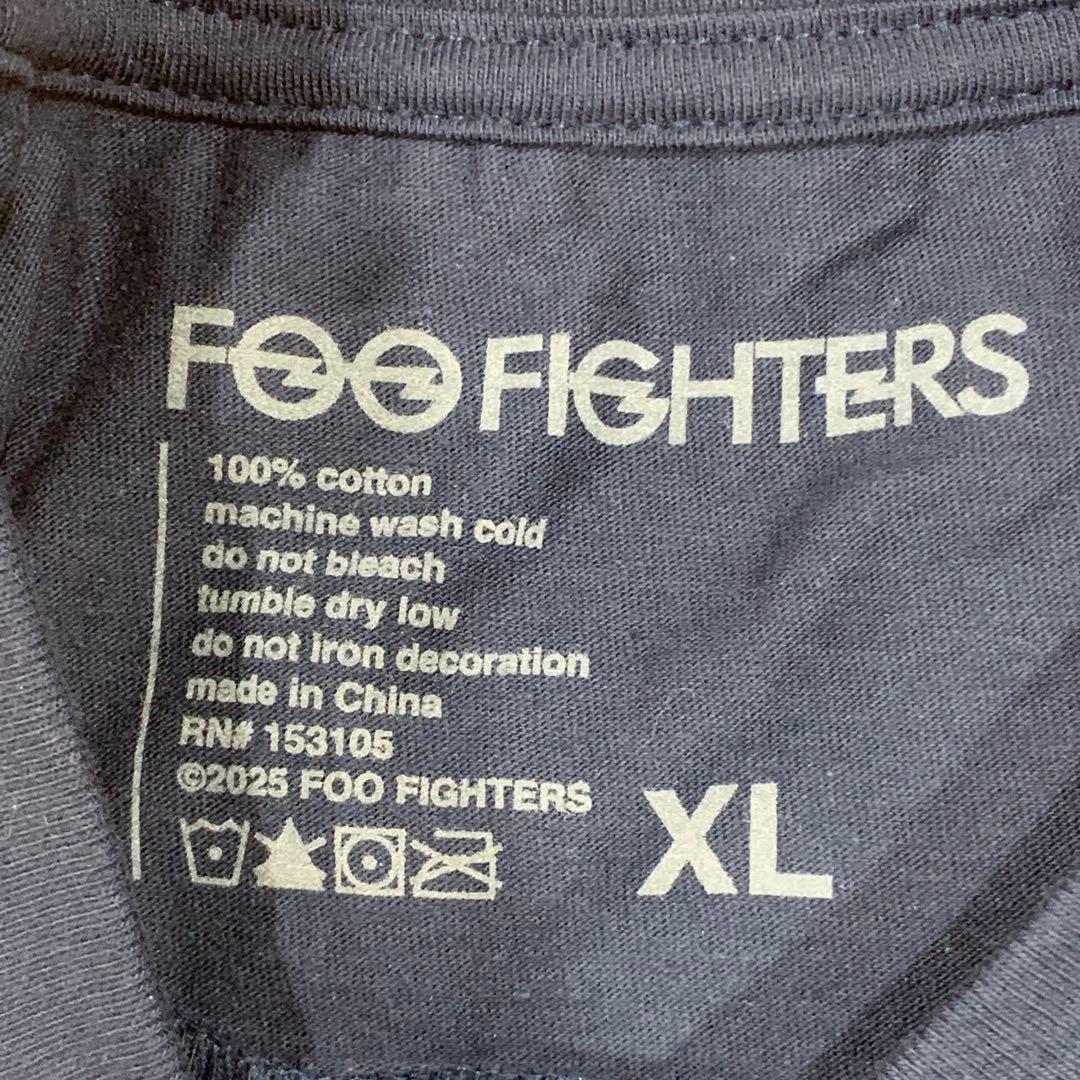 FOO FIGHTERS
100% cotton
machine wash cold
do not bleach
tumble dry low
do not iron decoration
made in China
RN# 153105
©2025 FOO FIGHTERS
XL